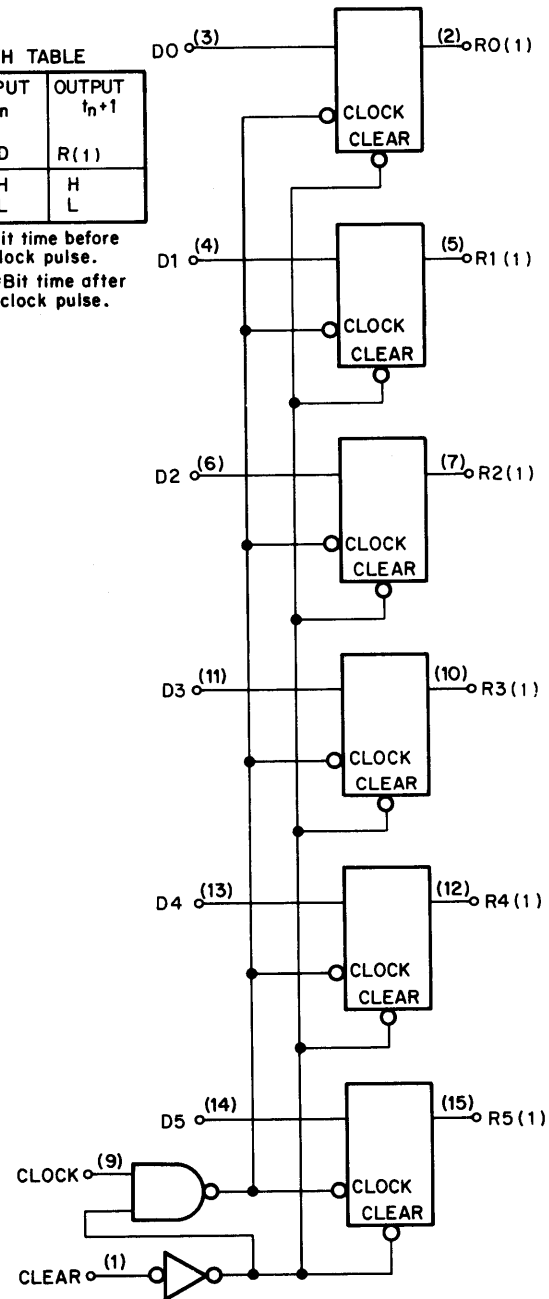 H TABLE
PUT OUTPUT
n tn+1
D R(1)
H H
L L
it time before
lock pulse.
=Bit time after
clock pulse.
D0 (3) (2) R0(1)
CLOCK
CLEAR
D1 (4) (5) R1(1)
CLOCK
CLEAR
D2 (6) (7) R2(1)
CLOCK
CLEAR
D3 (11) (10) R3(1)
CLOCK
CLEAR
D4 (13) (12) R4(1)
CLOCK
CLEAR
D5 (14) (15) R5(1)
CLOCK (9) CLOCK
CLEAR
CLEAR (1)